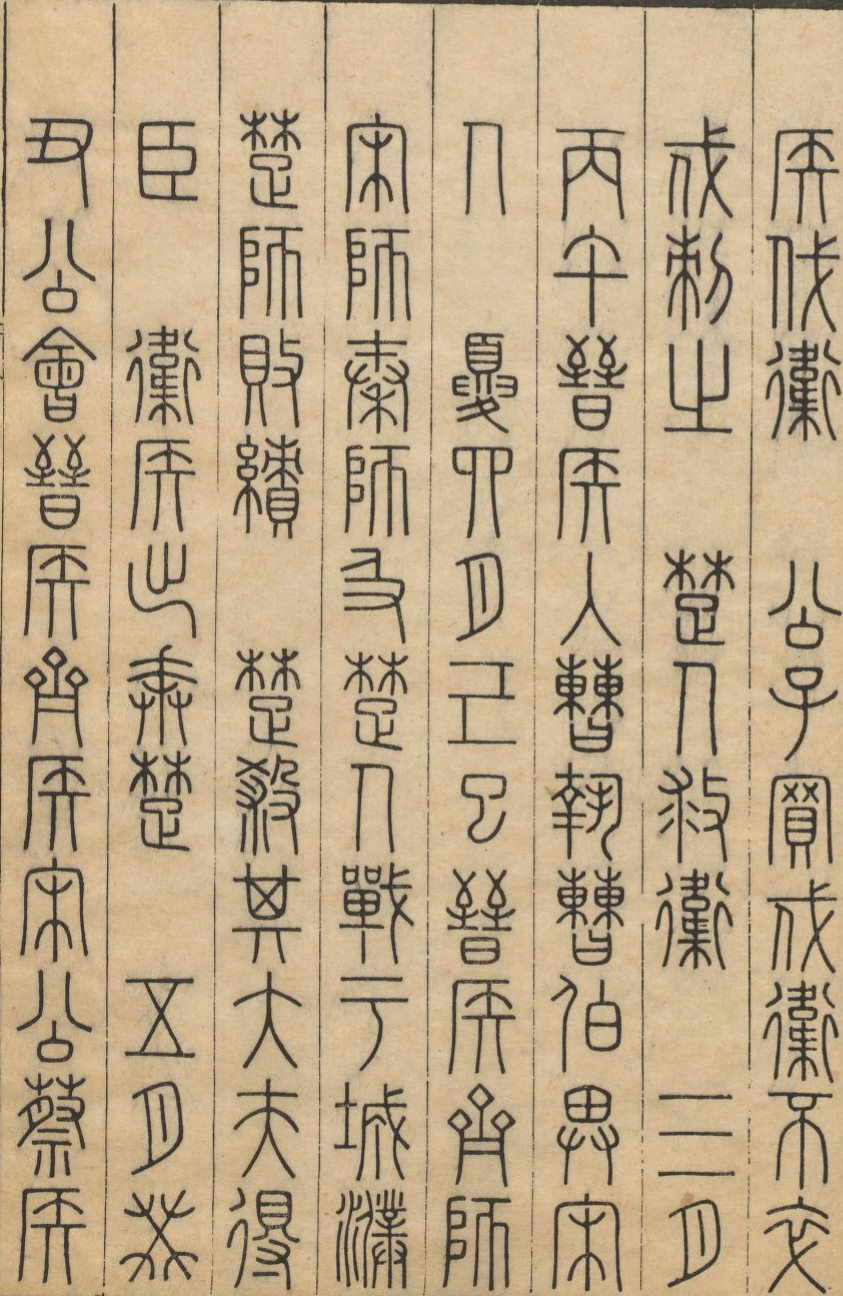 侯伐衛 公子買戍衛不卒
戍刺之 楚人救衛 三月
丙午晉侯入曹執曹伯畀宋
人 夏四月己巳晉侯齊師
宋師秦師及楚人戰于城濮
楚師敗績 楚殺其大夫得
臣 衛侯出奔楚 五月癸
丑公會晉侯齊侯宋公蔡侯